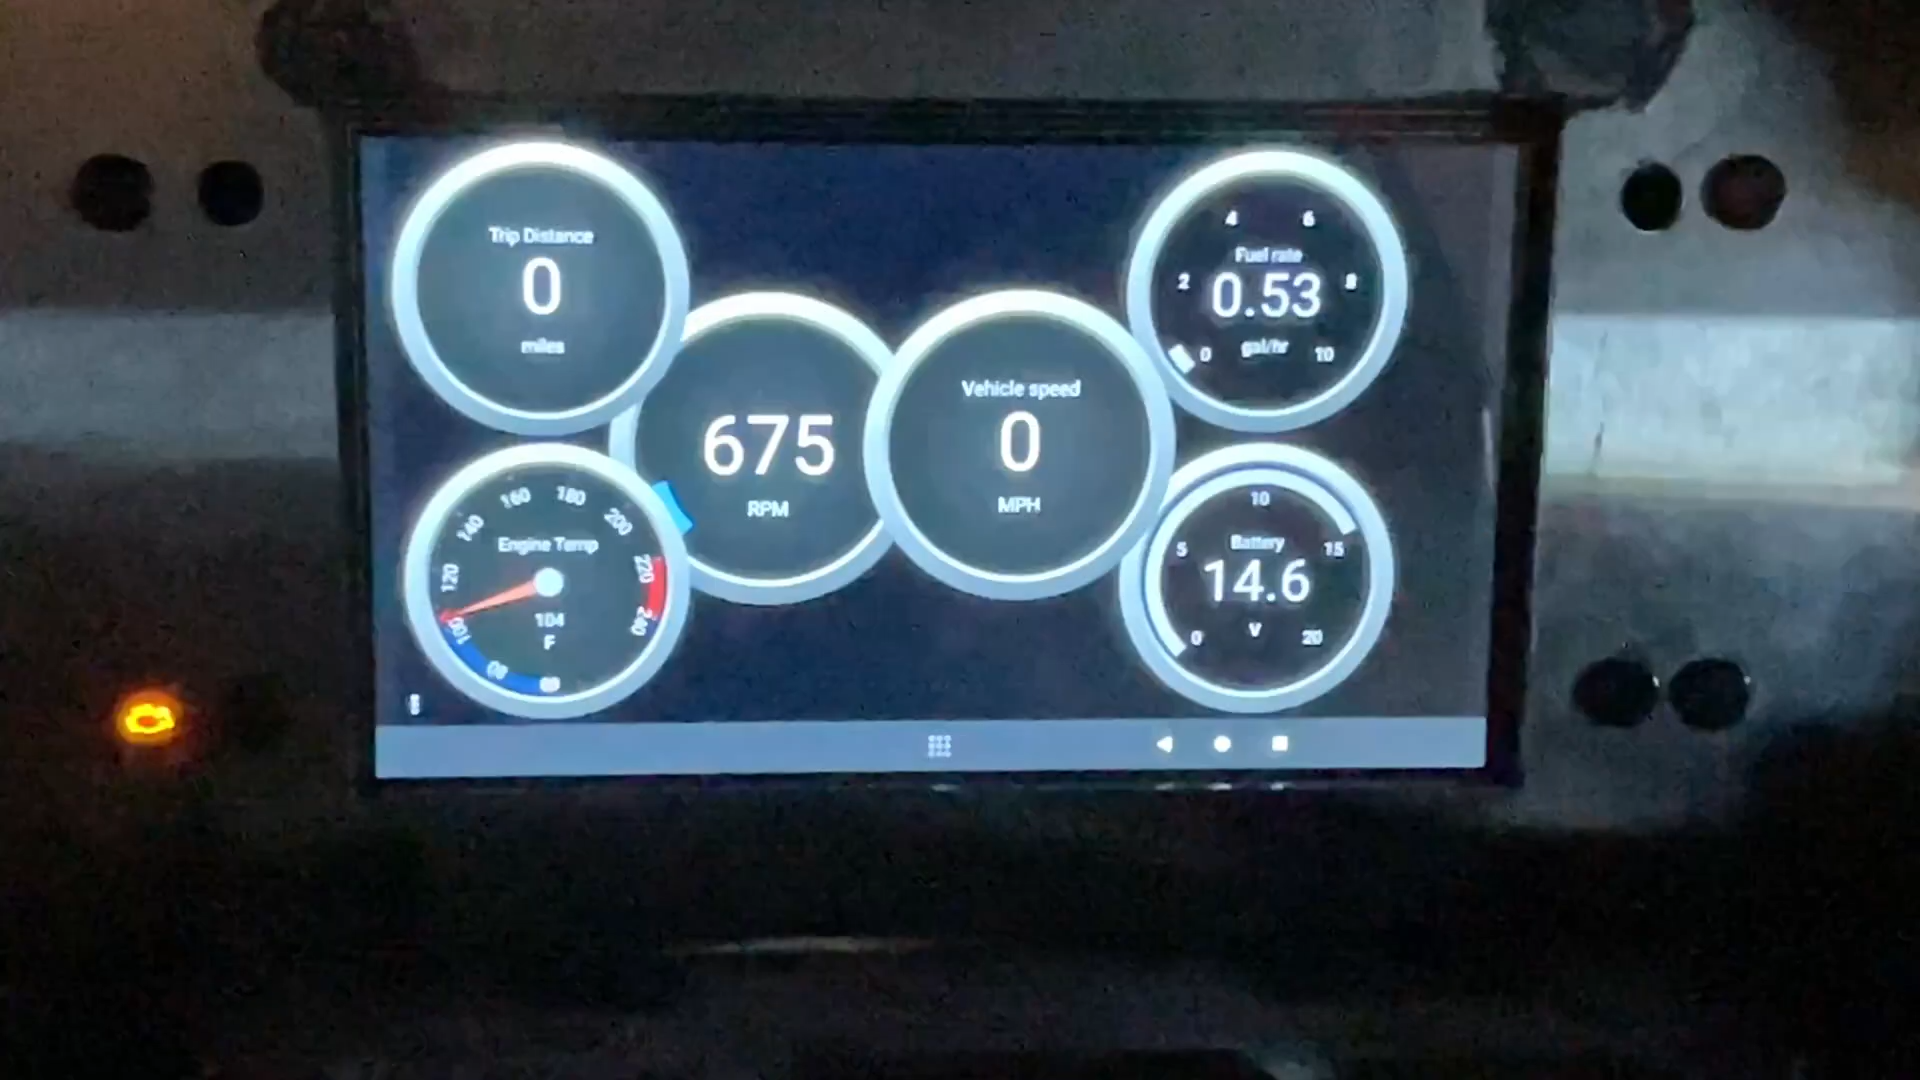 Trip Distance
0
miles
675
RPM
Vehicle speed
0
MPH
4 6
Fuel rate
2 0.53 8
0 gal/hr 10
60 80 100 120 140 160 180 200 220 240
Engine Temp
104
F
10
Battery
5 15
14.6
0 V 20